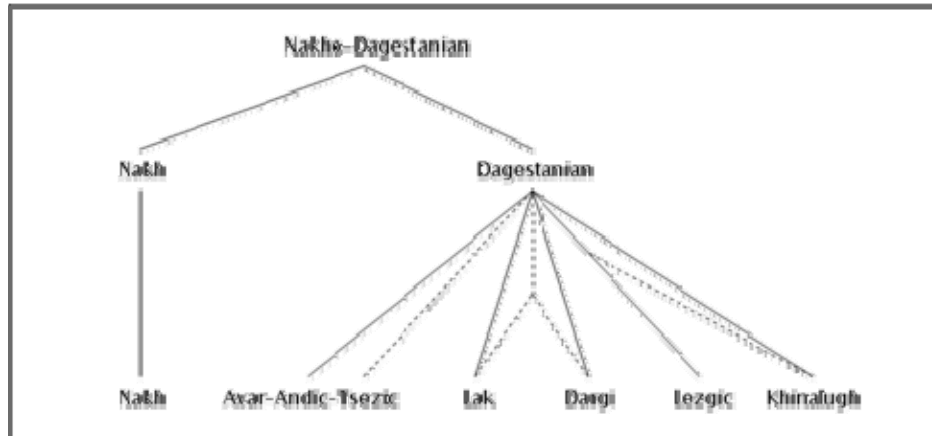 Nakh-Dagestanian
Nakh Dagestanian
Nakh Avar-Andic-Tsezic Lak Dargi Lezgic Khinalugh